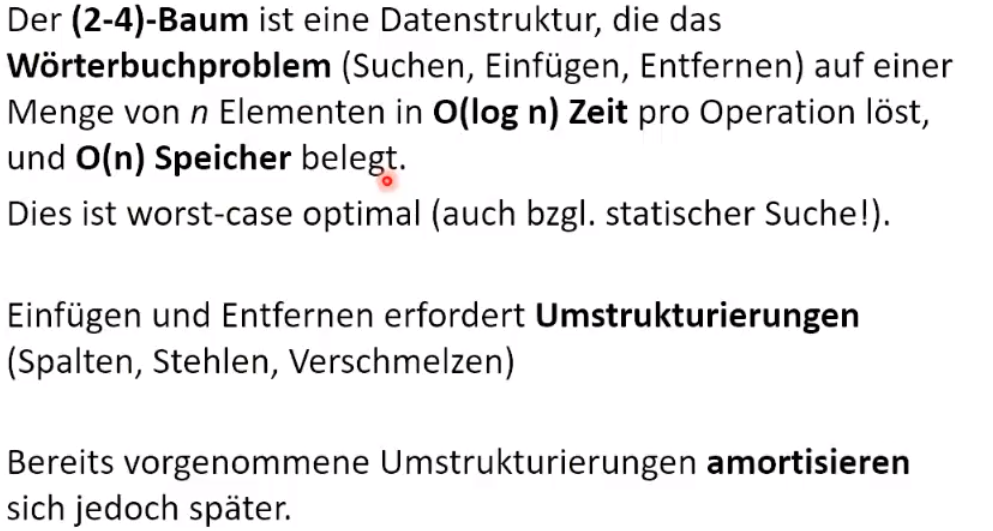 Der (2-4)-Baum ist eine Datenstruktur, die das
Wörterbuchproblem (Suchen, Einfügen, Entfernen) auf einer
Menge von n Elementen in O(log n) Zeit pro Operation löst,
und O(n) Speicher belegt.
Dies ist worst-case optimal (auch bzgl. statischer Suche!).
Einfügen und Entfernen erfordert Umstrukturierungen
(Spalten, Stehlen, Verschmelzen)
Bereits vorgenommene Umstrukturierungen amortisieren
sich jedoch später.